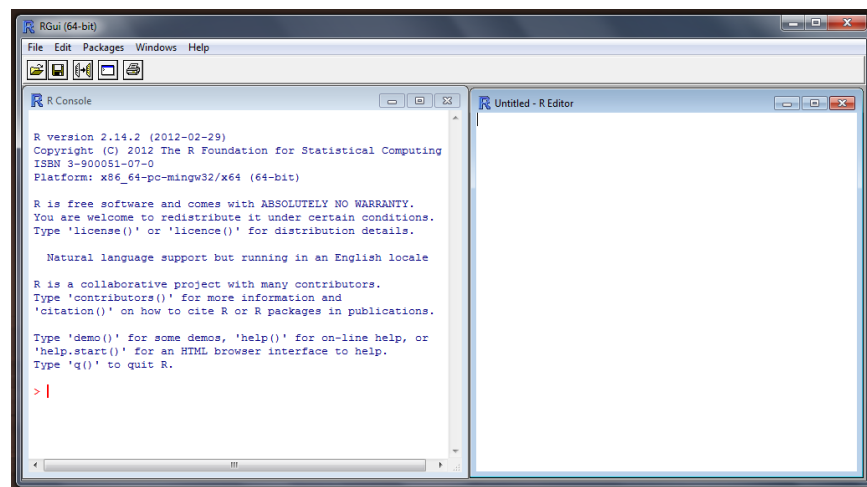 RGui (64-bit)
File Edit Packages Windows Help
R Console
R version 2.14.2 (2012-02-29)
Copyright (C) 2012 The R Foundation for Statistical Computing
ISBN 3-900051-07-0
Platform: x86_64-pc-mingw32/x64 (64-bit)
R is free software and comes with ABSOLUTELY NO WARRANTY.
You are welcome to redistribute it under certain conditions.
Type 'license()' or 'licence()' for distribution details.
Natural language support but running in an English locale
R is a collaborative project with many contributors.
Type 'contributors()' for more information and
'citation()' on how to cite R or R packages in publications.
Type 'demo()' for some demos, 'help()' for on-line help, or
'help.start()' for an HTML browser interface to help.
Type 'q()' to quit R.
>
Untitled - R Editor